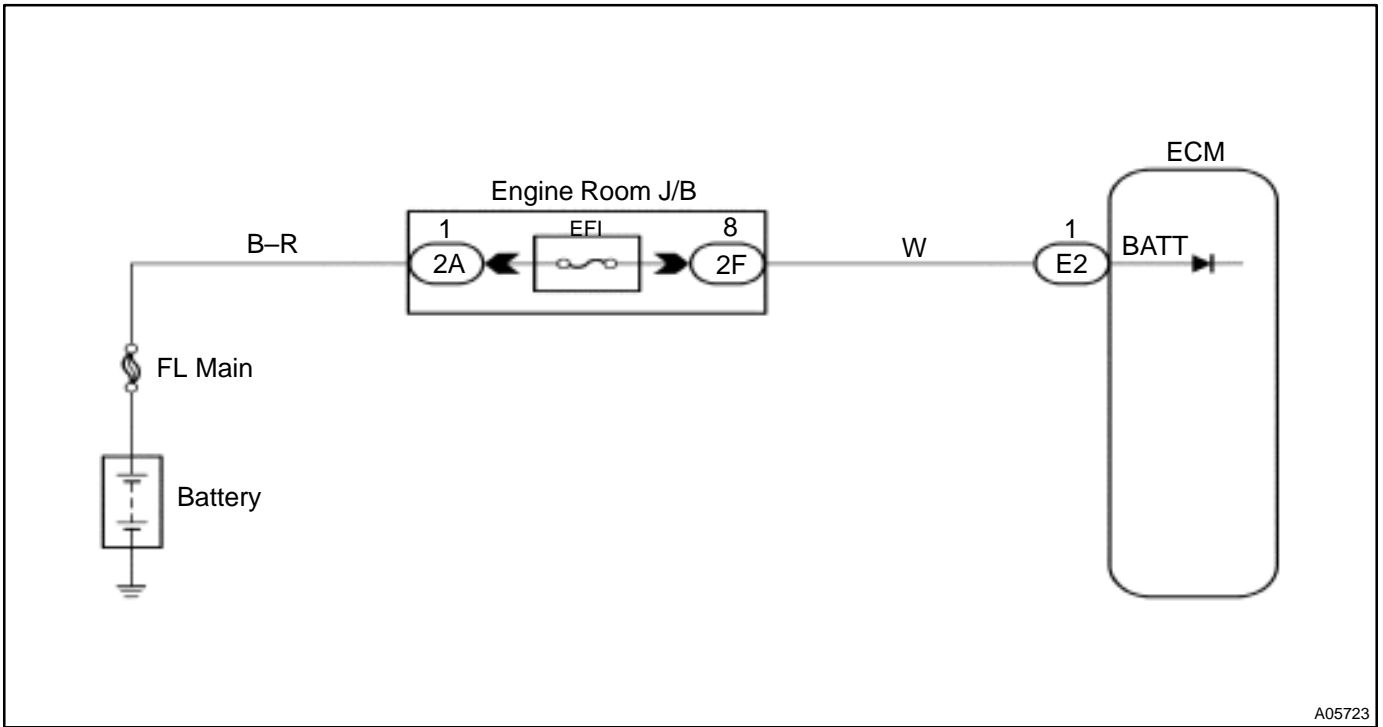 ECM
Engine Room J/B
1
EFI
8
1
B–R
2A
2F
W
E2
BATT
FL Main
Battery
A05723